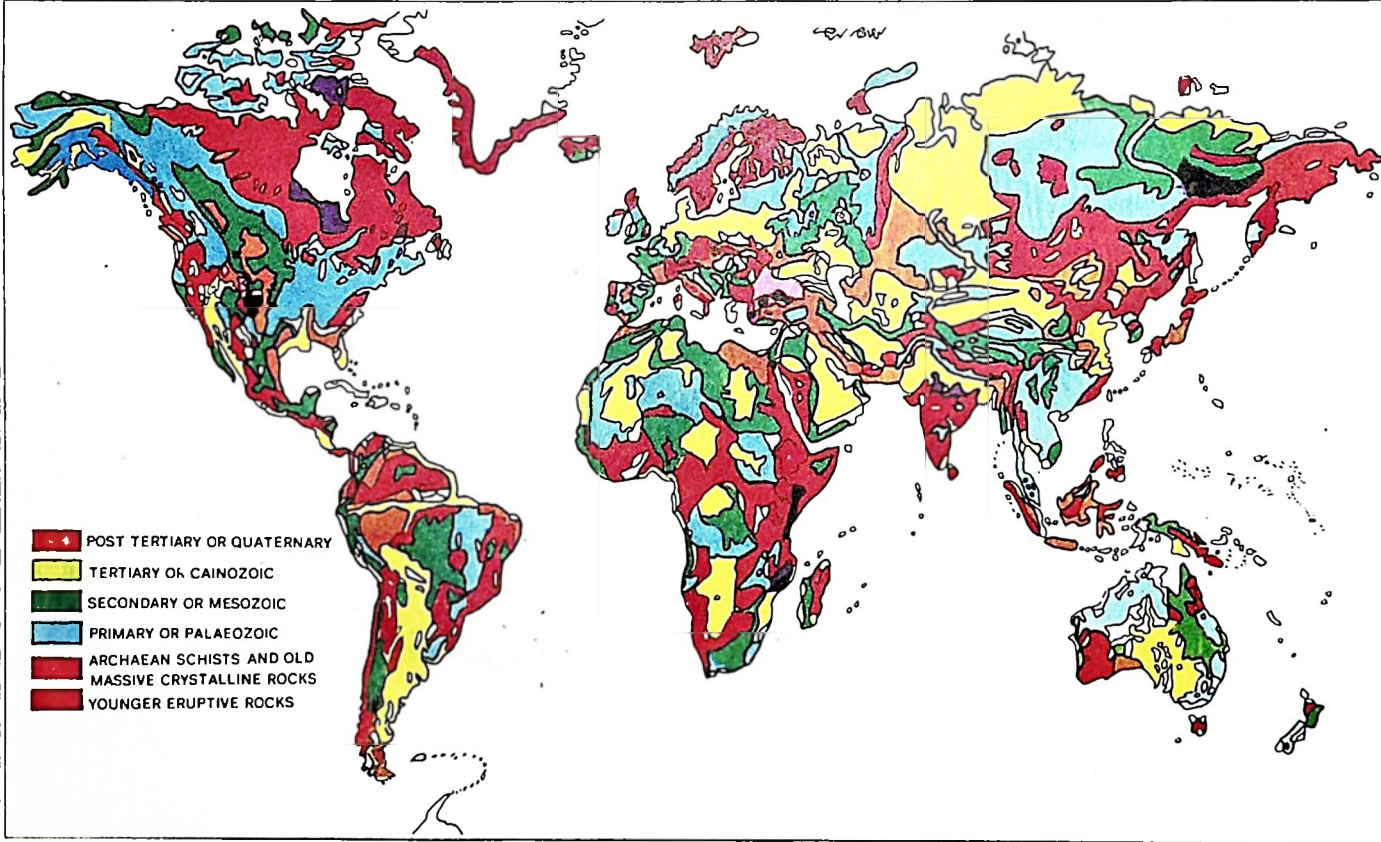 POST TERTIARY OR QUATERNARY
TERTIARY OR CAINOZOIC
SECONDARY OR MESOZOIC
PRIMARY OR PALAEOZOIC
ARCHAEAN SCHISTS AND OLD
MASSIVE CRYSTALLINE ROCKS
YOUNGER ERUPTIVE ROCKS